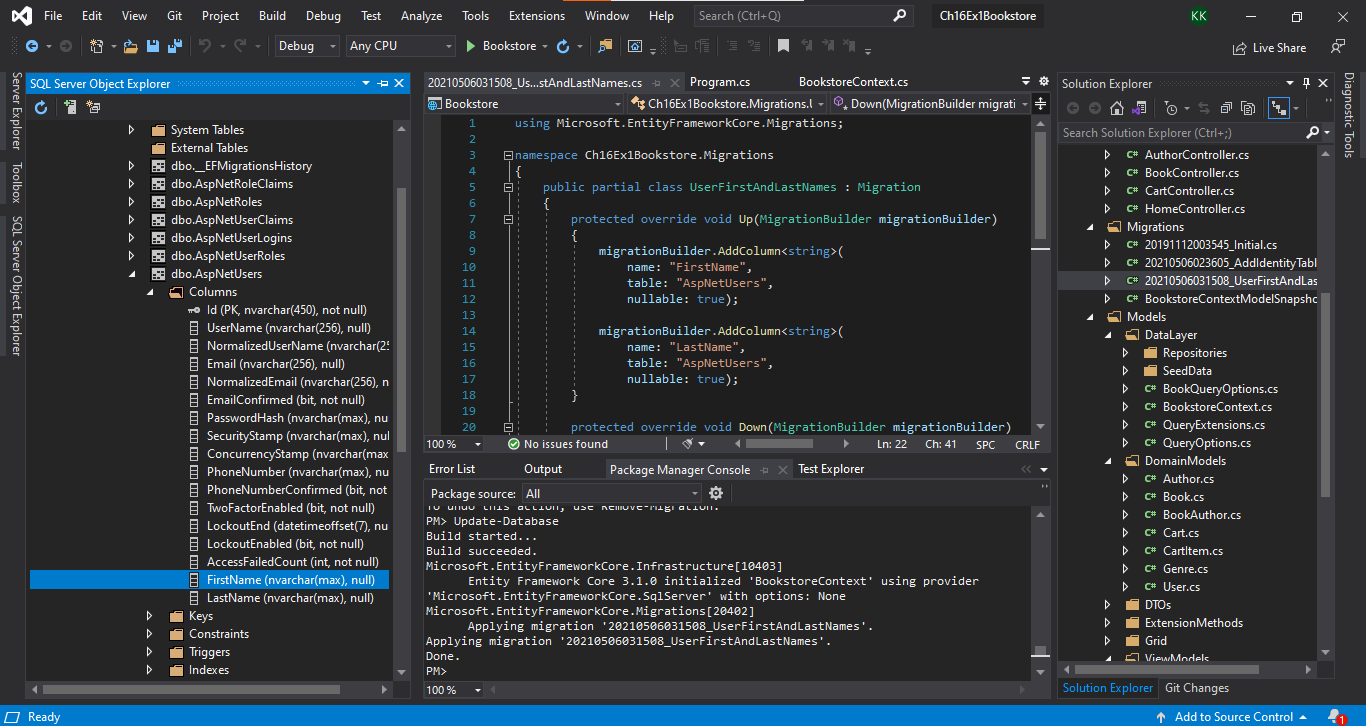 File Edit View Git Project Build Debug Test Analyze Tools Extensions Window Help Search (Ctrl+Q) Ch16Ex1Bookstore KK
Debug Any CPU Bookstore Live Share
Server Explorer
Toolbox
SQL Server Object Explorer
SQL Server Object Explorer
System Tables
External Tables
dbo.__EFMigrationsHistory
dbo.AspNetRoleClaims
dbo.AspNetRoles
dbo.AspNetUserClaims
dbo.AspNetUserLogins
dbo.AspNetUserRoles
dbo.AspNetUsers
Columns
Id (PK, nvarchar(450), not null)
UserName (nvarchar(256), null)
NormalizedUserName (nvarchar(25
Email (nvarchar(256), null)
NormalizedEmail (nvarchar(256), n
EmailConfirmed (bit, not null)
PasswordHash (nvarchar(max), nu
SecurityStamp (nvarchar(max), nul
ConcurrencyStamp (nvarchar(max
PhoneNumber (nvarchar(max), nu
PhoneNumberConfirmed (bit, not
TwoFactorEnabled (bit, not null)
LockoutEnd (datetimeoffset(7), nu
LockoutEnabled (bit, not null)
AccessFailedCount (int, not null)
FirstName (nvarchar(max), null)
LastName (nvarchar(max), null)
Keys
Constraints
Triggers
Indexes
20210506031508_Us...stAndLastNames.cs Program.cs BookstoreContext.cs
Bookstore Ch16Ex1Bookstore.Migrations.U Down(MigrationBuilder migrati
1 using Microsoft.EntityFrameworkCore.Migrations;
2
3 namespace Ch16Ex1Bookstore.Migrations
4 {
5 public partial class UserFirstAndLastNames : Migration
6 {
7 protected override void Up(MigrationBuilder migrationBuilder)
8 {
9 migrationBuilder.AddColumn<string>(
10 name: "FirstName",
11 table: "AspNetUsers",
12 nullable: true);
13
14 migrationBuilder.AddColumn<string>(
15 name: "LastName",
16 table: "AspNetUsers",
17 nullable: true);
18 }
19
20 protected override void Down(MigrationBuilder migrationBuilder)
100 % No issues found Ln: 22 Ch: 41 SPC CRLF
Error List Output Package Manager Console Test Explorer
Package source: All
To undo this action, use Remove-Migration.
PM> Update-Database
Build started...
Build succeeded.
Microsoft.EntityFrameworkCore.Infrastructure[10403]
Entity Framework Core 3.1.0 initialized 'BookstoreContext' using provider
'Microsoft.EntityFrameworkCore.SqlServer' with options: None
Microsoft.EntityFrameworkCore.Migrations[20402]
Applying migration '20210506031508_UserFirstAndLastNames'.
Applying migration '20210506031508_UserFirstAndLastNames'.
Done.
PM>
100 %
Solution Explorer
Search Solution Explorer (Ctrl+;)
C# AuthorController.cs
C# BookController.cs
C# CartController.cs
C# HomeController.cs
Migrations
C# 20191112003545_Initial.cs
C# 20210506023605_AddIdentityTabl
C# 20210506031508_UserFirstAndLas
C# BookstoreContextModelSnapsho
Models
DataLayer
Repositories
SeedData
C# BookQueryOptions.cs
C# BookstoreContext.cs
C# QueryExtensions.cs
C# QueryOptions.cs
DomainModels
C# Author.cs
C# Book.cs
C# BookAuthor.cs
C# Cart.cs
C# CartItem.cs
C# Genre.cs
C# User.cs
DTOs
ExtensionMethods
Grid
ViewModels
Solution Explorer Git Changes
Diagnostic Tools
Ready Add to Source Control 1